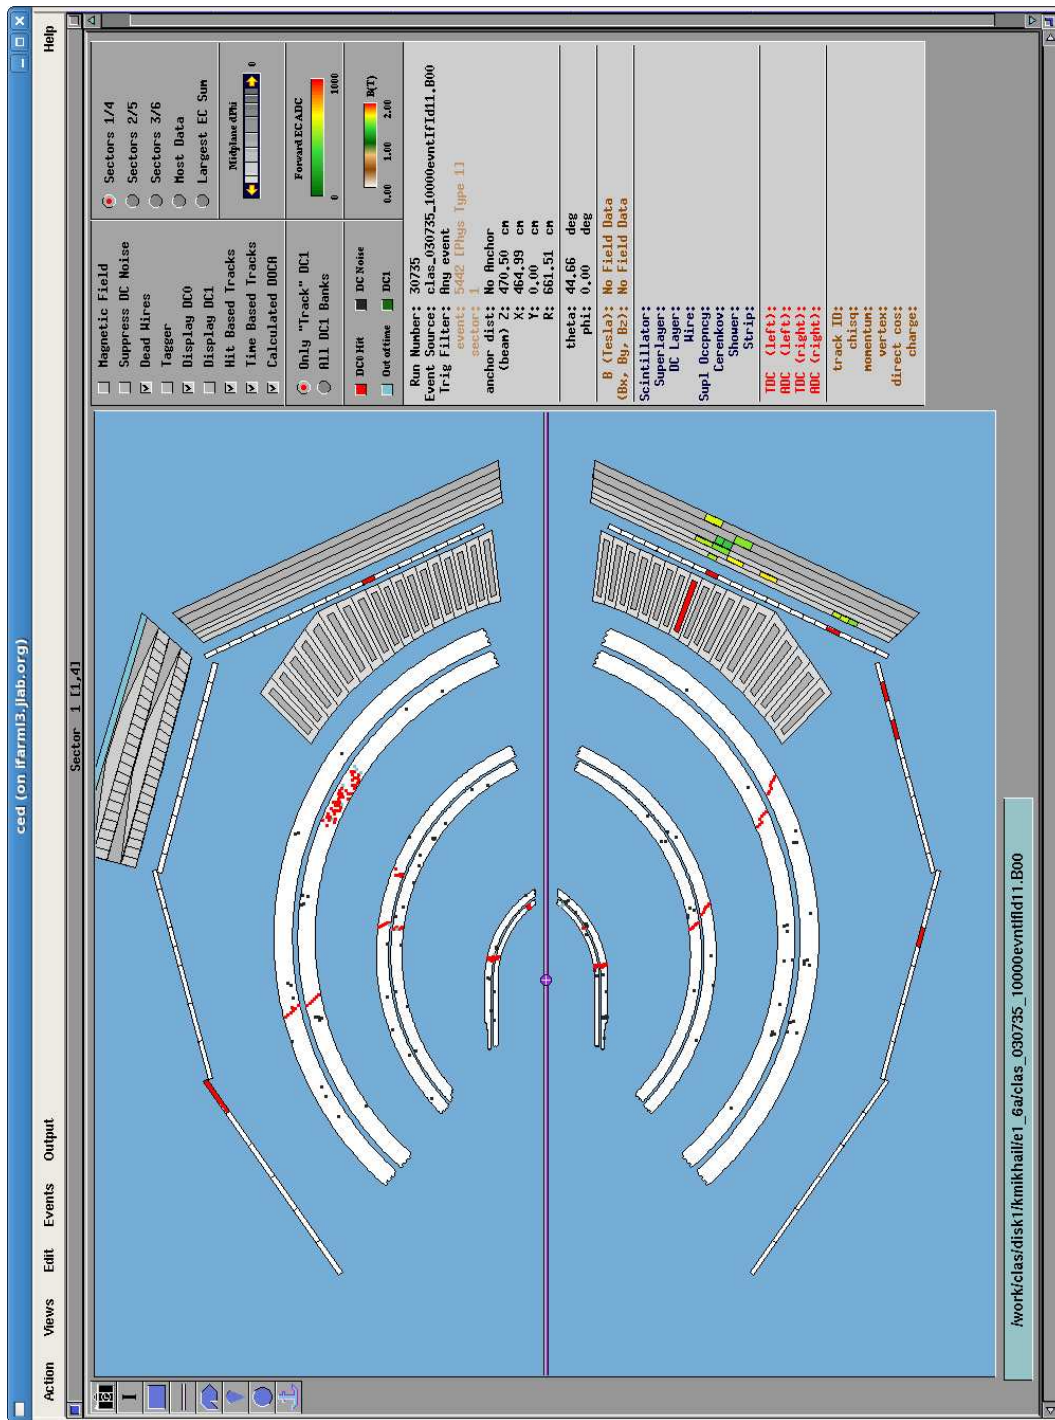 ced (on ifarml3.jlab.org)
Action Views Edit Events Output Help
Sector 1 [1,4]
Magnetic Field
Suppress DC Noise
Dead Wires
Tagger
Display DC0
Display DC1
Hit Based Tracks
Time Based Tracks
Calculated DOCA
Sectors 1/4
Sectors 2/5
Sectors 3/6
Most Data
Largest EC Sum
Midplane dPhi
0
Only "Track" DC1
All DC1 Banks
Forward EC ADC
0 1000
DC0 Hit
DC Noise
Out oftime
DC1
B(T)
0.00 1.00 2.00
Run Number: 30735
Event Source: clas_030735_10000evntIfId11.B00
Trig Filter: Any event
event: 5442 [Phys Type 1]
sector: 1
anchor dist: No Anchor
(beam) Z: 470.50 cm
X: 464.99 cm
Y: 0.00 cm
R: 661.51 cm
theta: 44.66 deg
phi: 0.00 deg
B (Tesla): No Field Data
(Bx, By, Bz): No Field Data
Scintillator:
Superlayer:
DC Layer:
Wire:
Supl Occpncy:
Cerenkov:
Shower:
Strip:
TDC (left):
ADC (left):
TDC (right):
ADC (right):
track ID:
chisq:
momentum:
vertex:
direct cos:
charge:
/work/clas/disk1/kmikhail/e1_6a/clas_030735_10000evntIfId11.B00